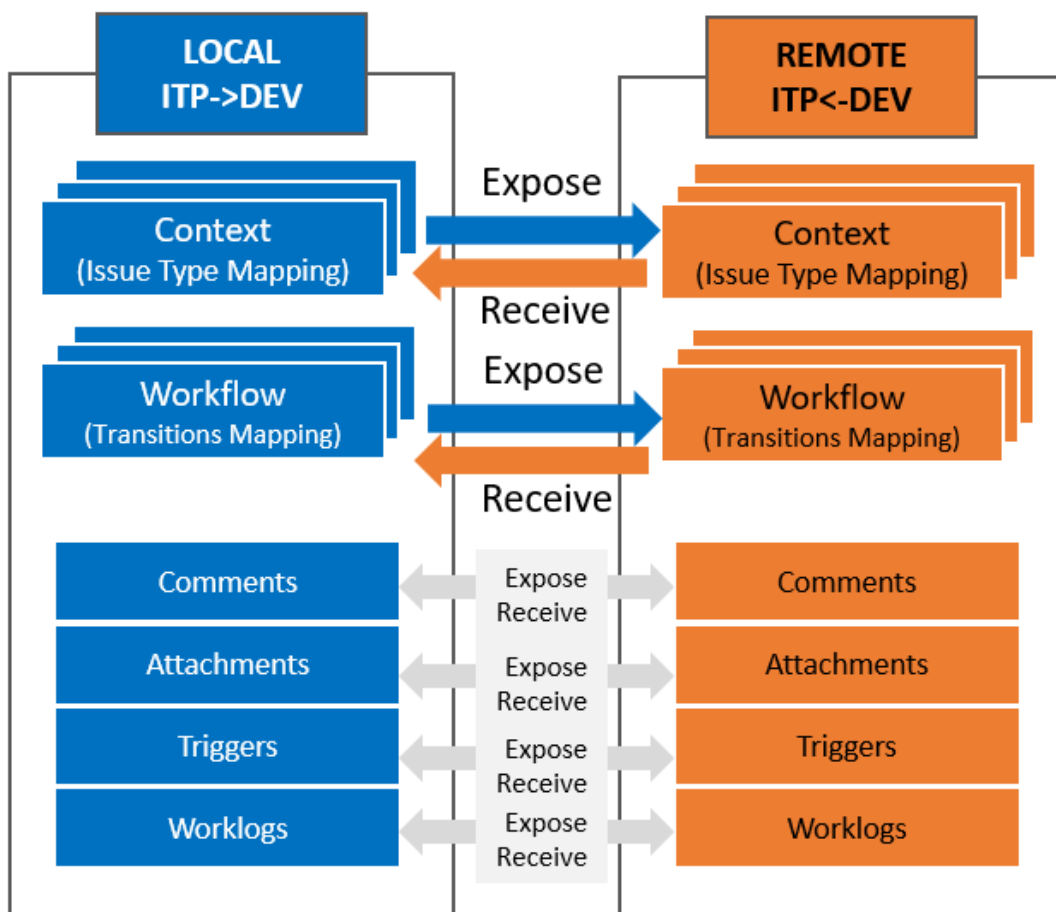 LOCAL
ITP->DEV
REMOTE
ITP<-DEV
Expose
Context
(Issue Type Mapping)
Context
(Issue Type Mapping)
Receive
Expose
Workflow
(Transitions Mapping)
Workflow
(Transitions Mapping)
Receive
Comments
Expose
Receive
Comments
Attachments
Expose
Receive
Attachments
Triggers
Expose
Receive
Triggers
Worklogs
Expose
Receive
Worklogs